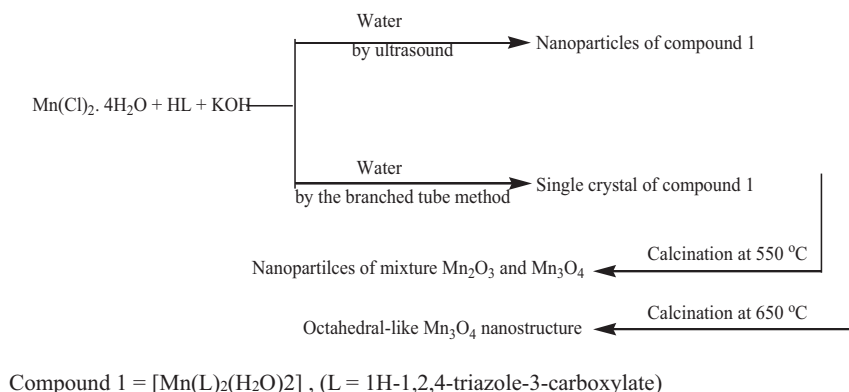 Water
by ultrasound
Nanoparticles of compound 1
Mn(Cl)₂. 4H₂O + HL + KOH
Water
by the branched tube method
Single crystal of compound 1
Calcination at 550 °C
Nanopartilces of mixture Mn₂O₃ and Mn₃O₄
Calcination at 650 °C
Octahedral-like Mn₃O₄ nanostructure
Compound 1 = [Mn(L)₂(H₂O)2] , (L = 1H-1,2,4-triazole-3-carboxylate)